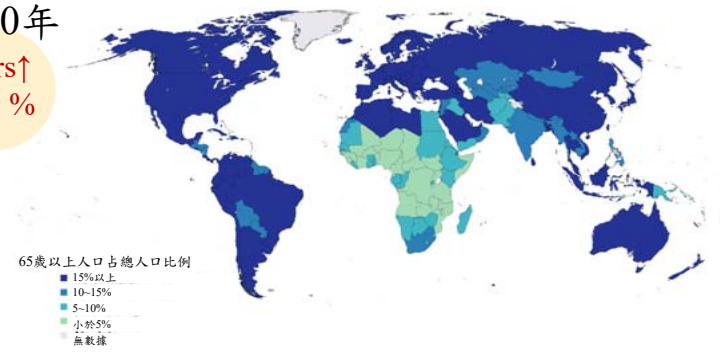 0年
rs↑
%
65歲以上人口占總人口比例
15%以上
10~15%
5~10%
小於5%
無數據